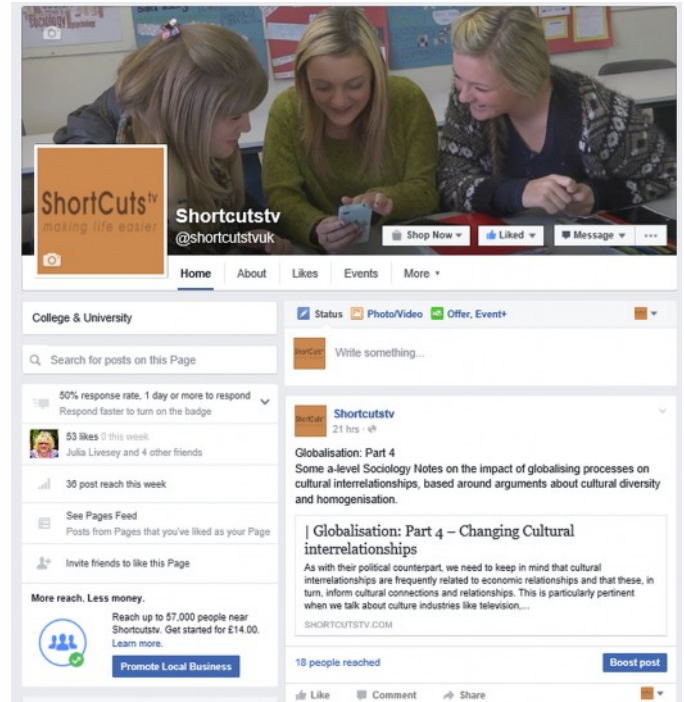 Sociology
ShortCuts tv
making life easier
Shortcutstv
@shortcutstvuk
Shop Now
Liked
Message
Home About Likes Events More
College & University
Search for posts on this Page
50% response rate, 1 day or more to respond
Respond faster to turn on the badge
53 likes 0 this week
Julia Livesey and 4 other friends
36 post reach this week
See Pages Feed
Posts from Pages that you've liked as your Page
Invite friends to like this Page
More reach. Less money.
Reach up to 57,000 people near
Shortcutstv. Get started for £14.00.
Learn more.
Promote Local Business
Status Photo/Video Offer, Event+
ShortCuts
Write something...
ShortCuts
Shortcutstv
21 hrs ·
Globalisation: Part 4
Some a-level Sociology Notes on the impact of globalising processes on
cultural interrelationships, based around arguments about cultural diversity
and homogenisation.
| Globalisation: Part 4 – Changing Cultural
interrelationships
As with their political counterpart, we need to keep in mind that cultural
interrelationships are frequently related to economic relationships and that these, in
turn, inform cultural connections and relationships. This is particularly pertinent
when we talk about culture industries like television,...
SHORTCUTSTV.COM
18 people reached
Boost post
Like Comment Share